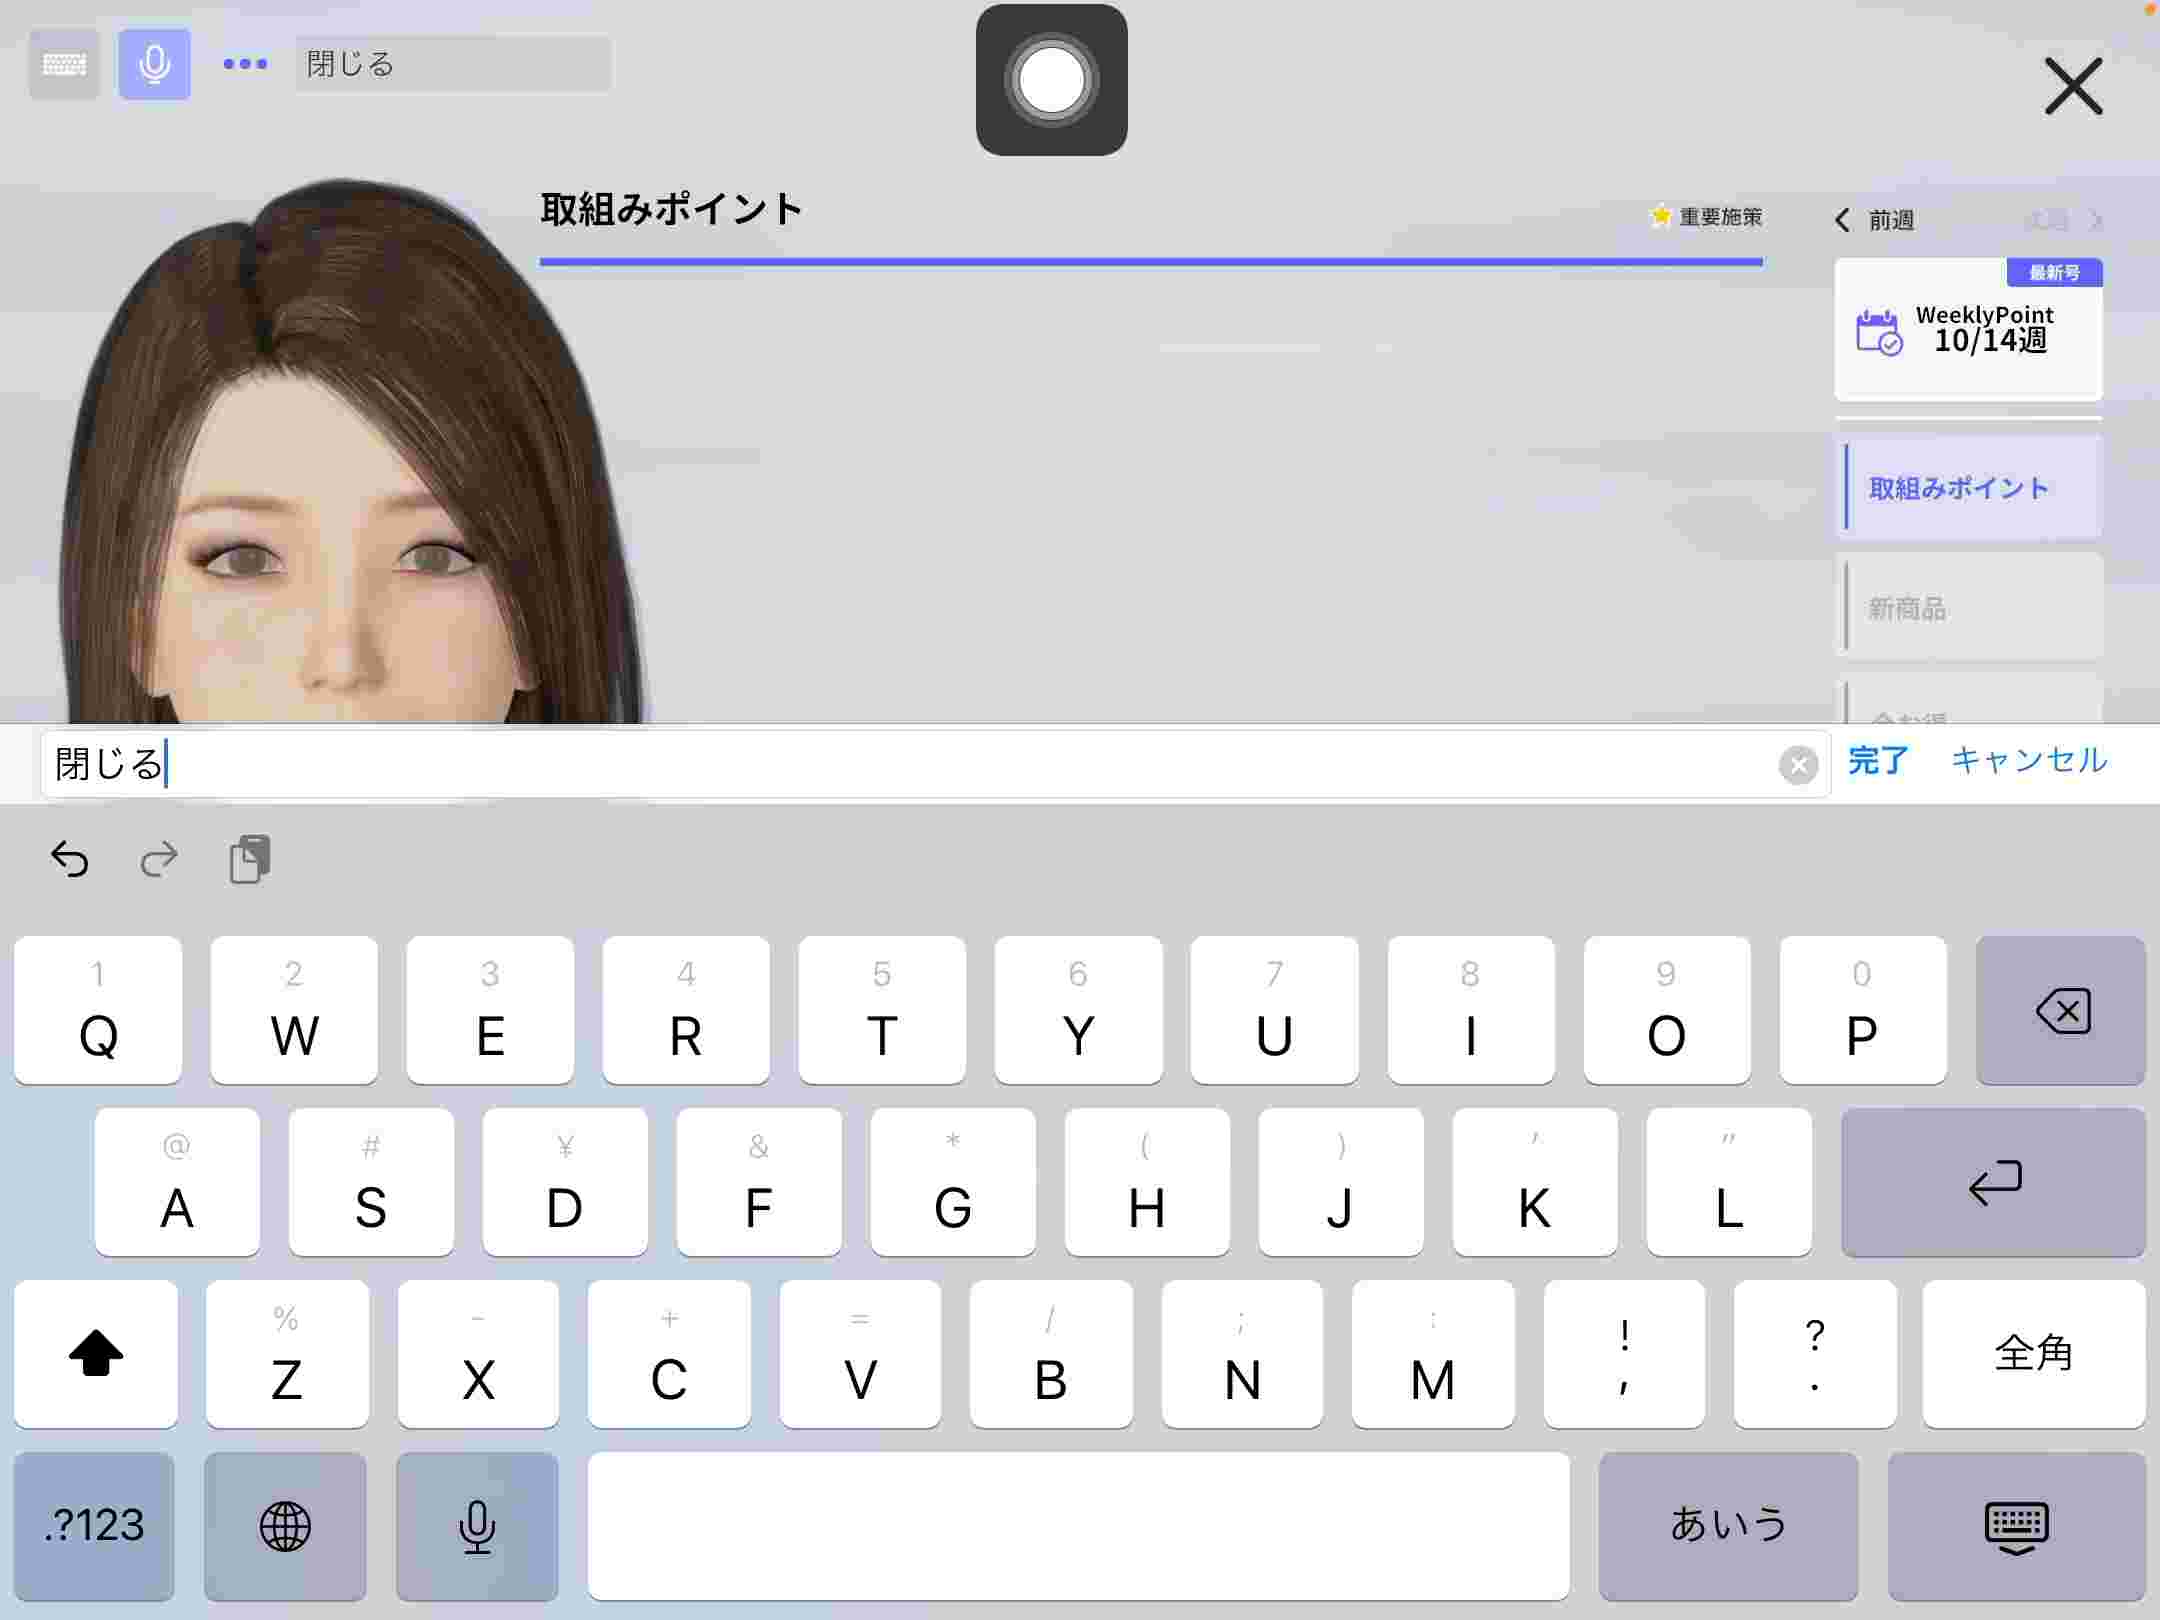 閉じる
取組みポイント
重要施策
前週
最新号
WeeklyPoint
10/14週
取組みポイント
新商品
閉じる
完了 キャンセル
1 2 3 4 5 6 7 8 9 0
Q W E R T Y U I O P
@ # ¥ & * ( ) ' "
A S D F G H J K L
% - + = / ; : ! ?
Z X C V B N M , . 全角
.?123 あいう